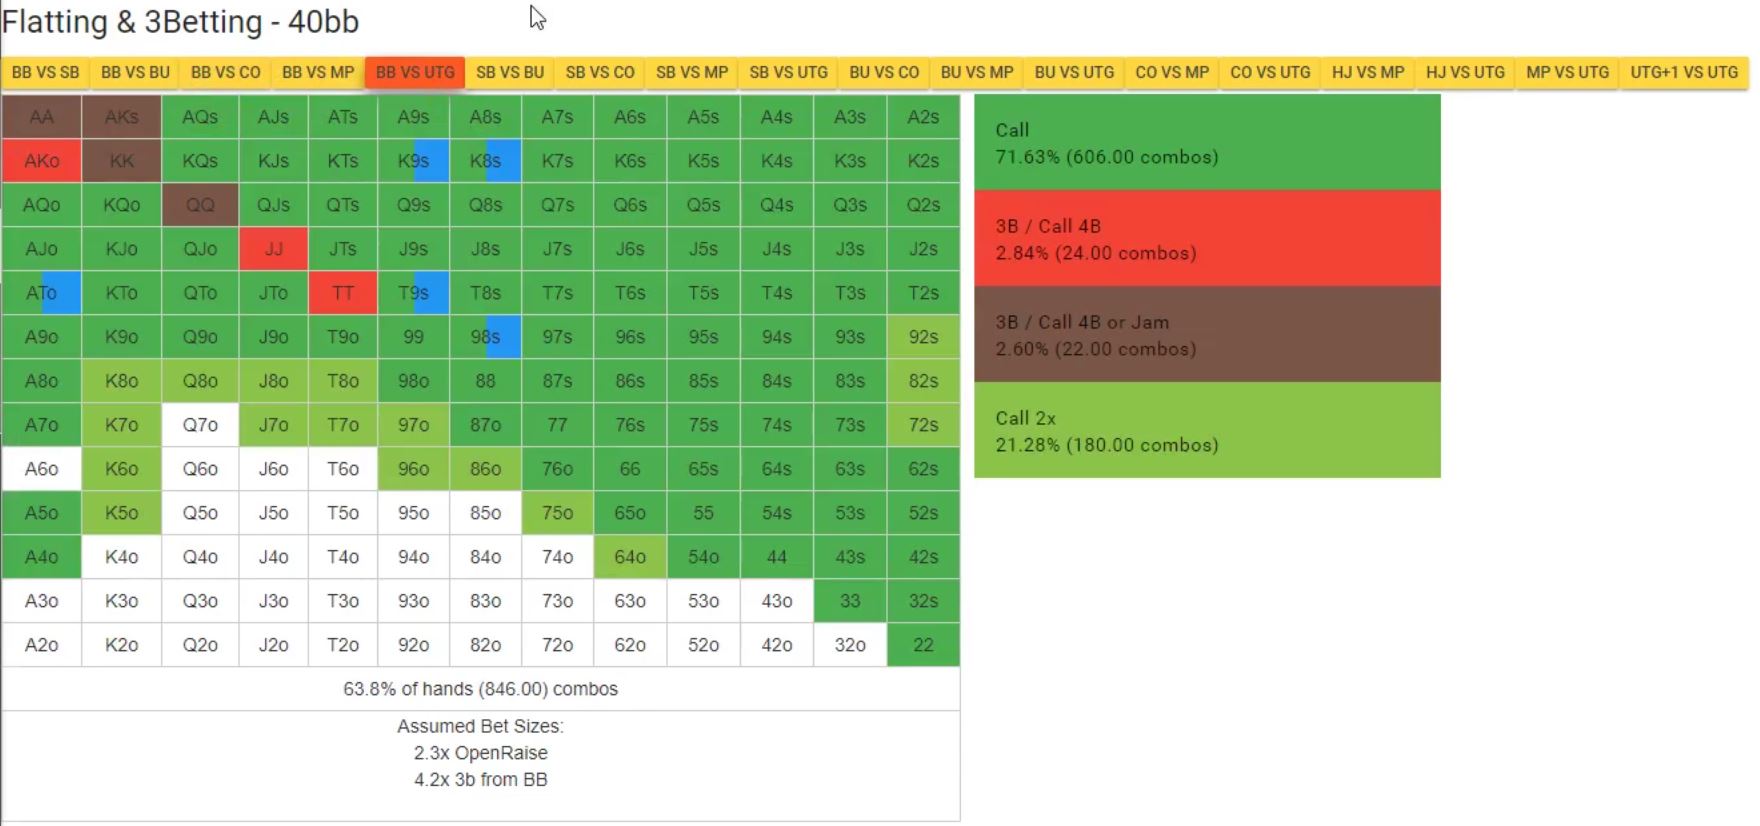 Flatting & 3Betting - 40bb
BB VS SB BB VS BU BB VS CO BB VS MP BB VS UTG SB VS BU SB VS CO SB VS MP SB VS UTG BU VS CO BU VS MP BU VS UTG CO VS MP CO VS UTG HJ VS MP HJ VS UTG MP VS UTG UTG+1 VS UTG
AA AKs AQs AJs ATs A9s A8s A7s A6s A5s A4s A3s A2s
AKo KK KQs KJs KTs K9s K8s K7s K6s K5s K4s K3s K2s
AQo KQo QQ QJs QTs Q9s Q8s Q7s Q6s Q5s Q4s Q3s Q2s
AJo KJo QJo JJ JTs J9s J8s J7s J6s J5s J4s J3s J2s
ATo KTo QTo JTo TT T9s T8s T7s T6s T5s T4s T3s T2s
A9o K9o Q9o J9o T9o 99 98s 97s 96s 95s 94s 93s 92s
A8o K8o Q8o J8o T8o 98o 88 87s 86s 85s 84s 83s 82s
A7o K7o Q7o J7o T7o 97o 87o 77 76s 75s 74s 73s 72s
A6o K6o Q6o J6o T6o 96o 86o 76o 66 65s 64s 63s 62s
A5o K5o Q5o J5o T5o 95o 85o 75o 65o 55 54s 53s 52s
A4o K4o Q4o J4o T4o 94o 84o 74o 64o 54o 44 43s 42s
A3o K3o Q3o J3o T3o 93o 83o 73o 63o 53o 43o 33 32s
A2o K2o Q2o J2o T2o 92o 82o 72o 62o 52o 42o 32o 22
63.8% of hands (846.00) combos
Assumed Bet Sizes:
2.3x OpenRaise
4.2x 3b from BB
Call
71.63% (606.00 combos)
3B / Call 4B
2.84% (24.00 combos)
3B / Call 4B or Jam
2.60% (22.00 combos)
Call 2x
21.28% (180.00 combos)